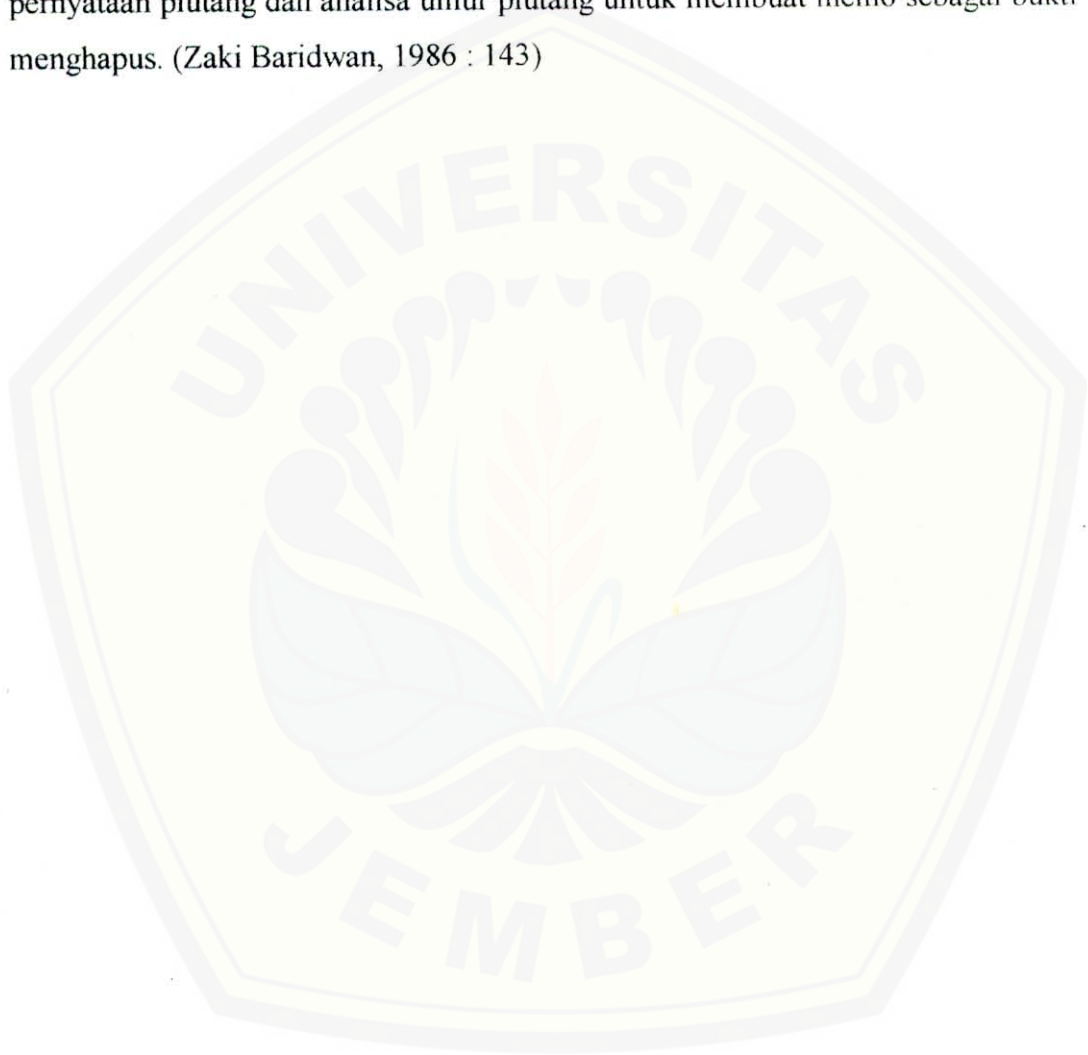 pernyataan piutang dan analisa umur piutang untuk membuat memo sebagai bukti
menghapus. (Zaki Baridwan, 1986 : 143)
UNIVERSITAS
JEMBER